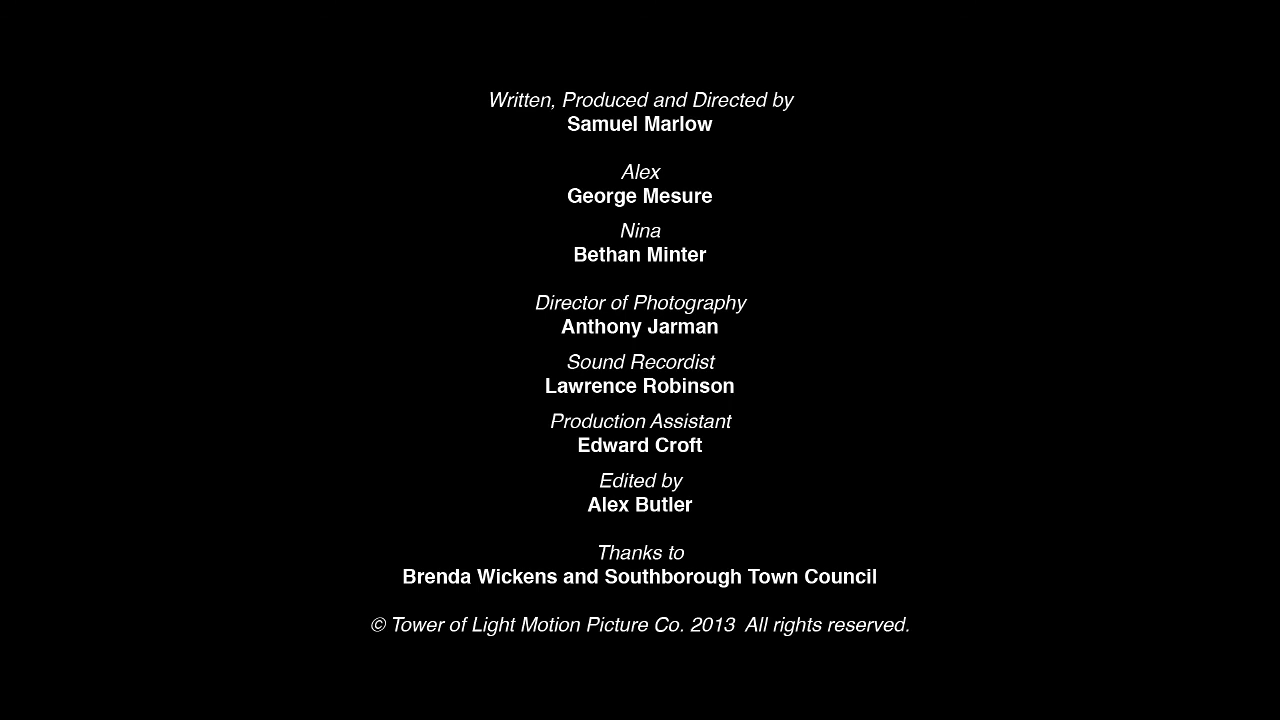 Written, Produced and Directed by
Samuel Marlow
Alex
George Mesure
Nina
Bethan Minter
Director of Photography
Anthony Jarman
Sound Recordist
Lawrence Robinson
Production Assistant
Edward Croft
Edited by
Alex Butler
Thanks to
Brenda Wickens and Southborough Town Council
© Tower of Light Motion Picture Co. 2013  All rights reserved.